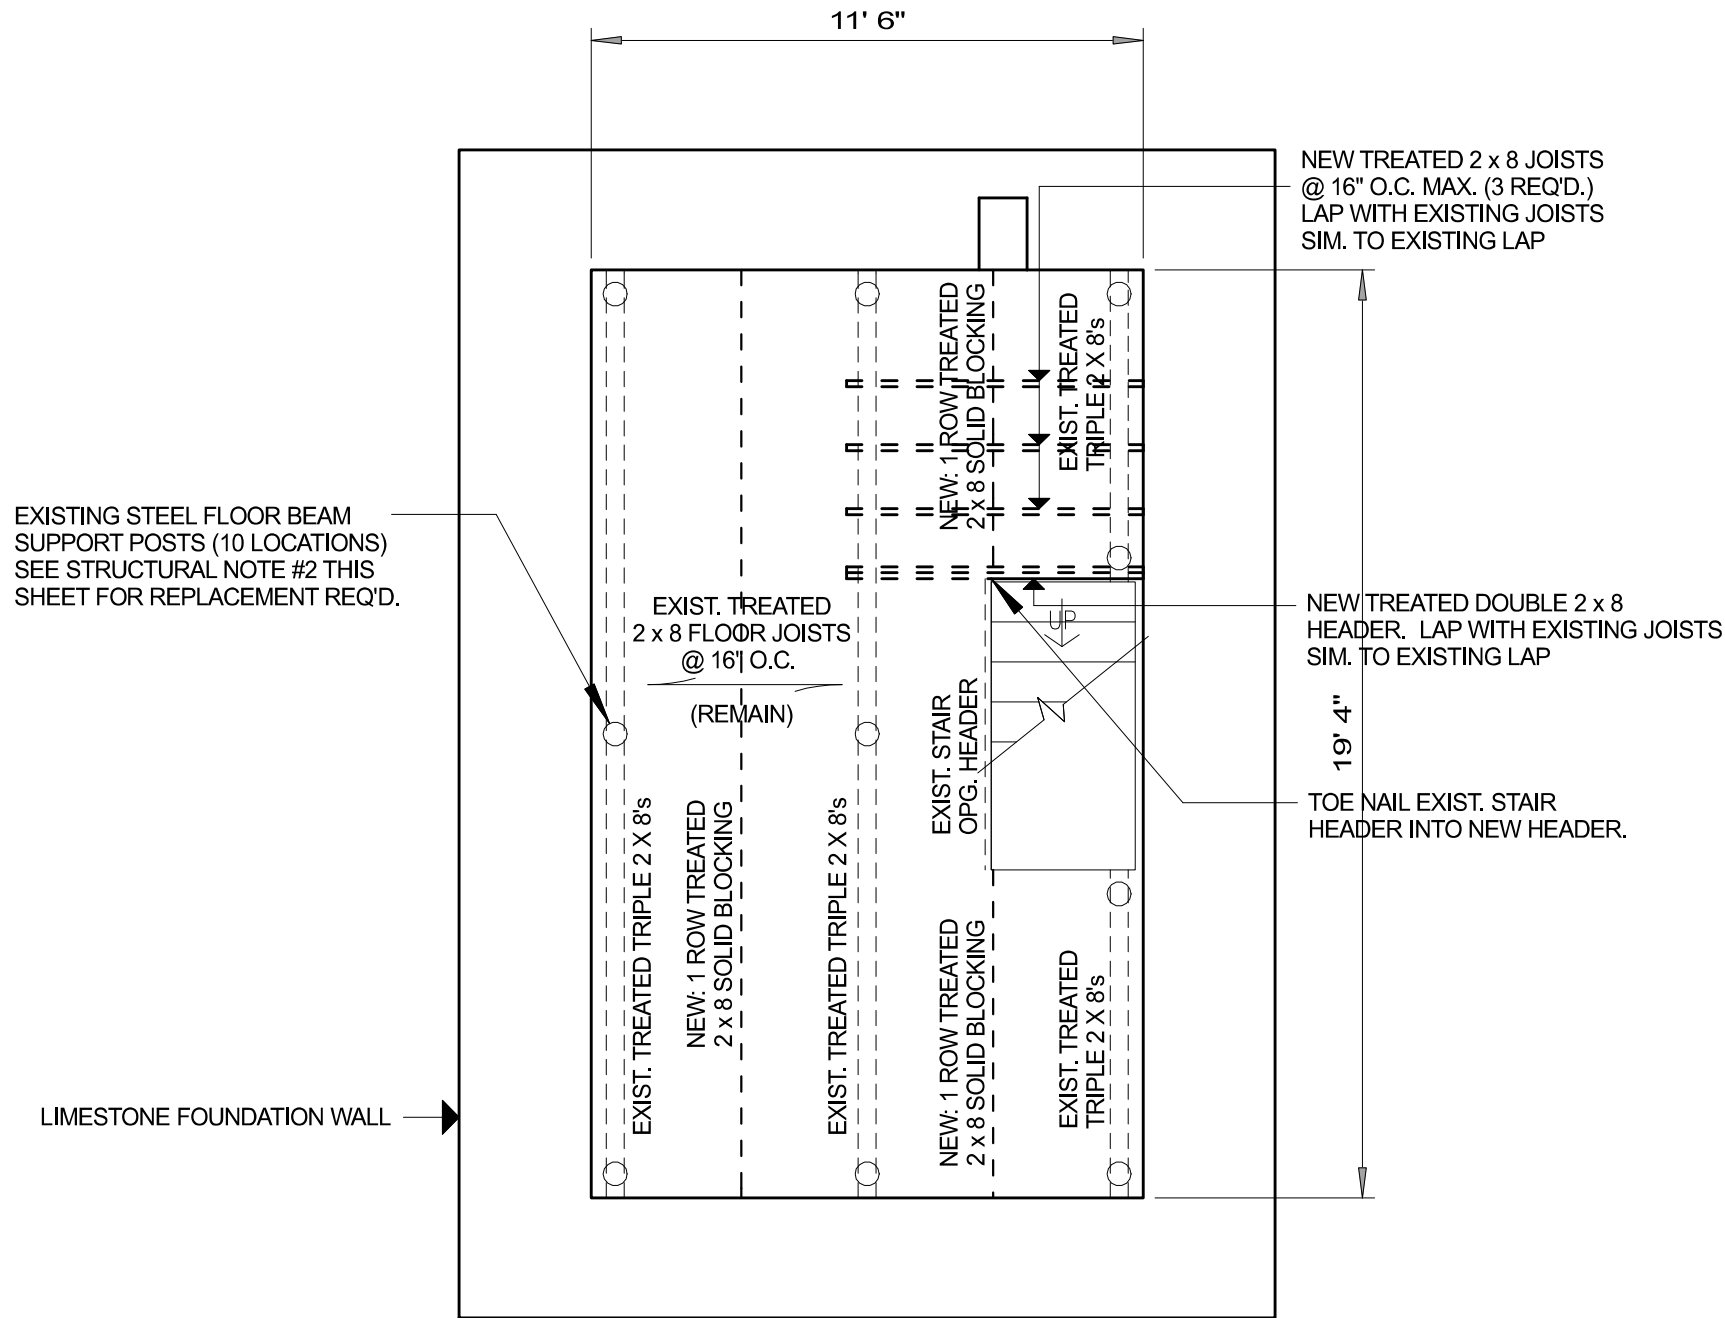 11' 6"
NEW TREATED 2 x 8 JOISTS
@ 16" O.C. MAX. (3 REQ'D.)
LAP WITH EXISTING JOISTS
SIM. TO EXISTING LAP
NEW: 1 ROW TREATED
2 x 8 SOLID BLOCKING
EXIST. TREATED
TRIPLE 2 X 8's
EXISTING STEEL FLOOR BEAM
SUPPORT POSTS (10 LOCATIONS)
SEE STRUCTURAL NOTE #2 THIS
SHEET FOR REPLACEMENT REQ'D.
EXIST. TREATED
2 x 8 FLOOR JOISTS
@ 16" O.C.
(REMAIN)
UP
NEW TREATED DOUBLE 2 x 8
HEADER. LAP WITH EXISTING JOISTS
SIM. TO EXISTING LAP
EXIST. STAIR
OPG. HEADER
19' 4"
TOE NAIL EXIST. STAIR
HEADER INTO NEW HEADER.
EXIST. TREATED TRIPLE 2 X 8's
NEW: 1 ROW TREATED
2 x 8 SOLID BLOCKING
EXIST. TREATED TRIPLE 2 X 8's
NEW: 1 ROW TREATED
2 x 8 SOLID BLOCKING
EXIST. TREATED
TRIPLE 2 X 8's
LIMESTONE FOUNDATION WALL